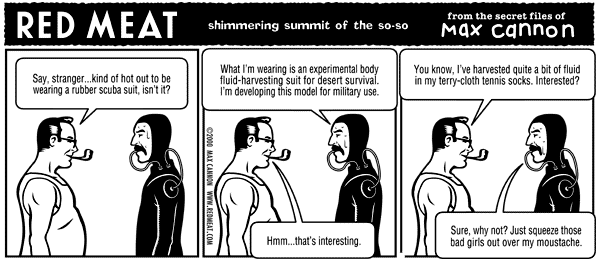 RED MEAT
shimmering summit of the so-so
from the secret files of
Max Cannon
Say, stranger...kind of hot out to be
wearing a rubber scuba suit, isn't it?
©2000 MAX CANNON WWW.REDMEAT.COM
What I'm wearing is an experimental body
fluid-harvesting suit for desert survival.
I'm developing this model for military use.
Hmm...that's interesting.
You know, I've harvested quite a bit of fluid
in my terry-cloth tennis socks. Interested?
Sure, why not? Just squeeze those
bad girls out over my moustache.